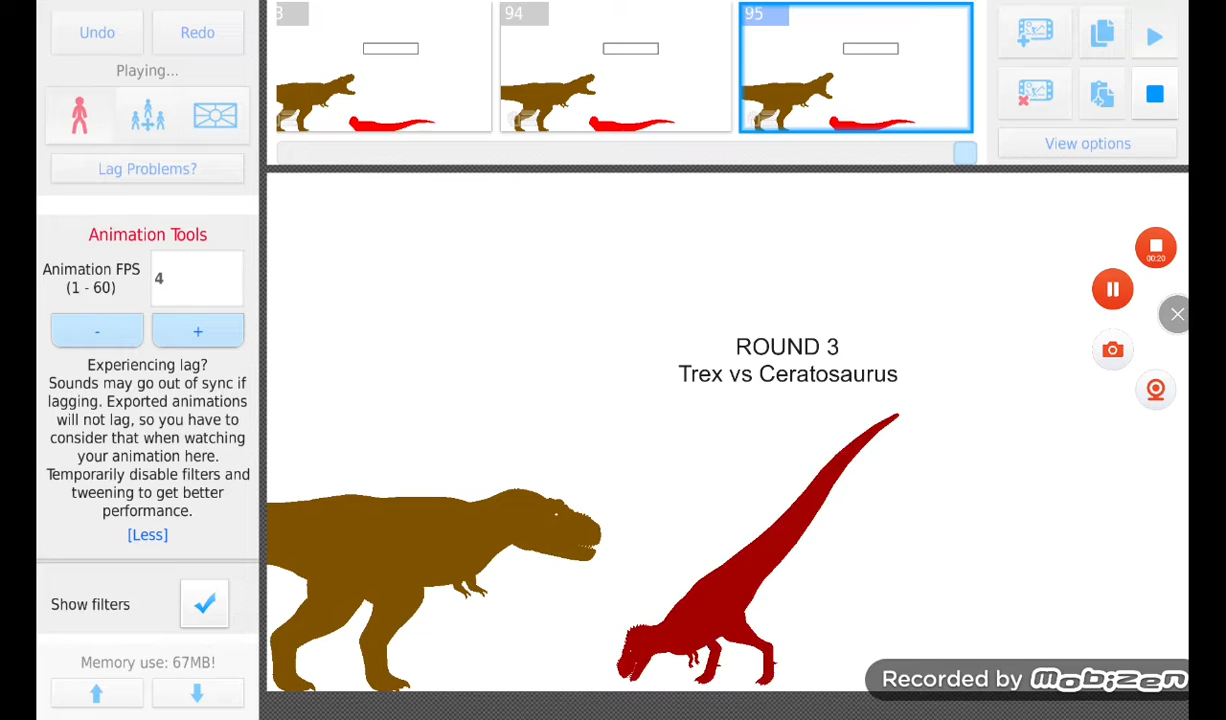 Undo
Redo
Playing...
Lag Problems?
Animation Tools
Animation FPS
(1 - 60)
4
-
+
Experiencing lag?
Sounds may go out of sync if
lagging. Exported animations
will not lag, so you have to
consider that when watching
your animation here.
Temporarily disable filters and
tweening to get better
performance.
[Less]
Show filters
Memory use: 67MB!
3
94
95
View options
00:20
ROUND 3
Trex vs Ceratosaurus
Recorded by Mobizen